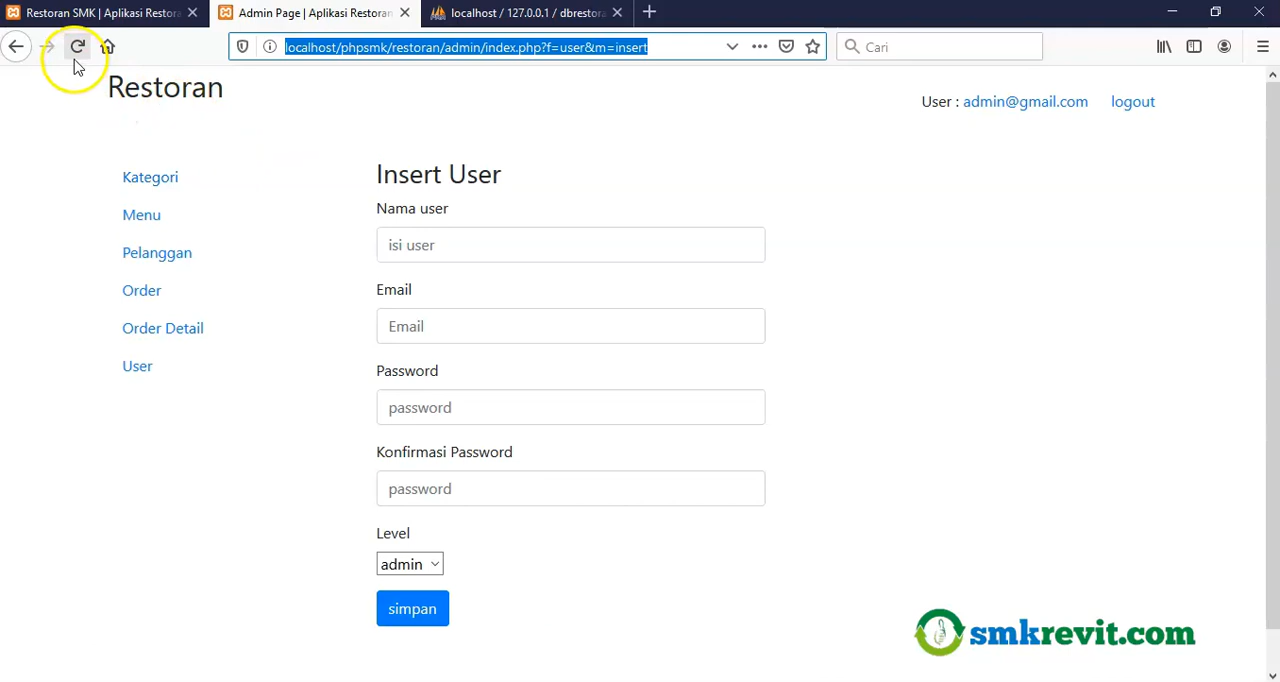 Restoran SMK | Aplikasi Restora
Admin Page | Aplikasi Restoran
localhost / 127.0.0.1 / dbrestora
localhost/phpsmk/restoran/admin/index.php?f=user&m=insert
Cari
Restoran
User : admin@gmail.com
logout
Kategori
Menu
Pelanggan
Order
Order Detail
User
Insert User
Nama user
isi user
Email
Email
Password
password
Konfirmasi Password
password
Level
admin
simpan
smkrevit.com